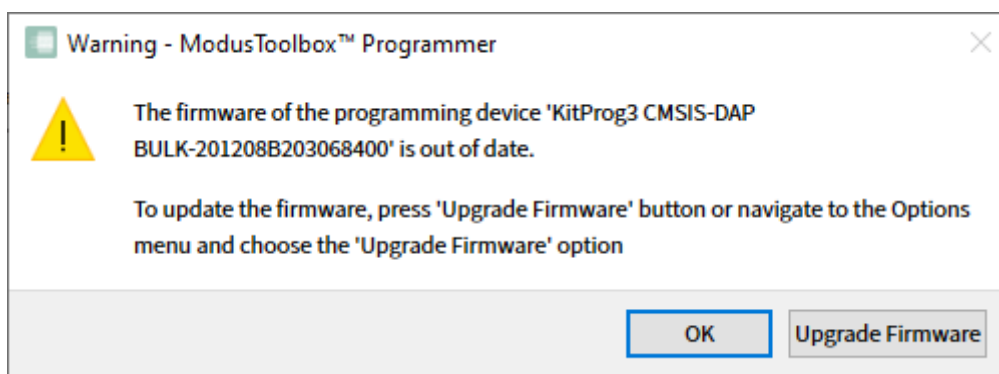 Warning - ModusToolbox™ Programmer
The firmware of the programming device 'KitProg3 CMSIS-DAP
BULK-201208B203068400' is out of date.
To update the firmware, press 'Upgrade Firmware' button or navigate to the Options
menu and choose the 'Upgrade Firmware' option
OK
Upgrade Firmware